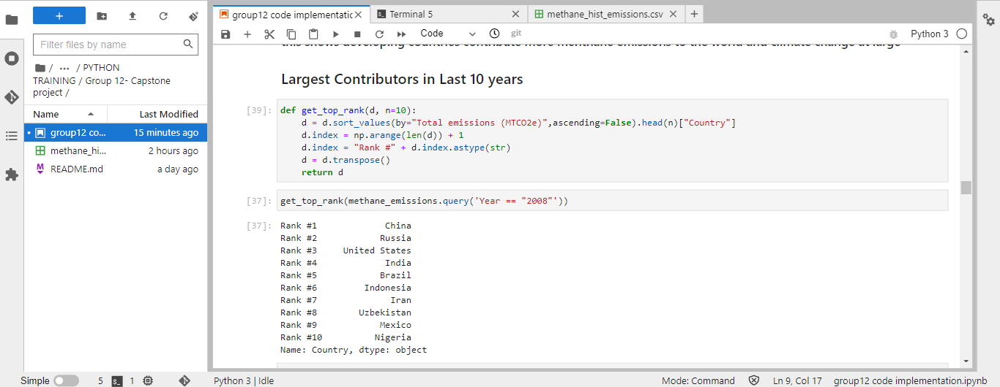 group12 code implementatic
Terminal 5
methane_hist_emissions.csv
Filter files by name
/ ... / PYTHON
TRAINING / Group 12- Capstone
project /
Name Last Modified
group12 co... 15 minutes ago
methane_hi... 2 hours ago
README.md a day ago
Code
git
Python 3
this shows developing countries contribute more menthane emissions to the world and climate change at large
Largest Contributors in Last 10 years
[39]: def get_top_rank(d, n=10):
d = d.sort_values(by="Total emissions (MTCO2e)",ascending=False).head(n)["Country"]
d.index = np.arange(len(d)) + 1
d.index = "Rank #" + d.index.astype(str)
d = d.transpose()
return d
[37]: get_top_rank(methane_emissions.query('Year == "2008"'))
[37]: Rank #1 China
Rank #2 Russia
Rank #3 United States
Rank #4 India
Rank #5 Brazil
Rank #6 Indonesia
Rank #7 Iran
Rank #8 Uzbekistan
Rank #9 Mexico
Rank #10 Nigeria
Name: Country, dtype: object
Simple 5 1 Python 3 | Idle Mode: Command Ln 9, Col 17 group12 code implementation.ipynb